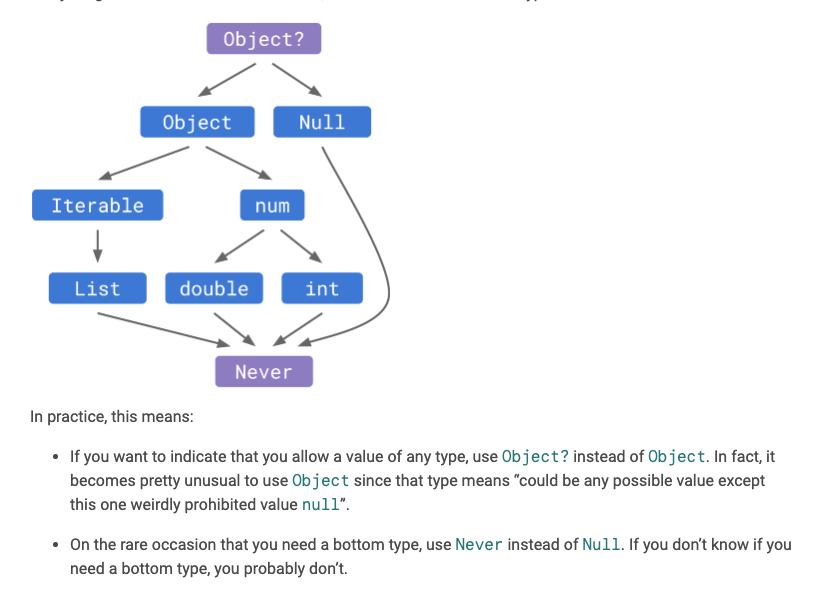 Object?
Object Null
Iterable num
List double int
Never
In practice, this means:
• If you want to indicate that you allow a value of any type, use Object? instead of Object. In fact, it
becomes pretty unusual to use Object since that type means “could be any possible value except
this one weirdly prohibited value null”.
• On the rare occasion that you need a bottom type, use Never instead of Null. If you don’t know if you
need a bottom type, you probably don’t.